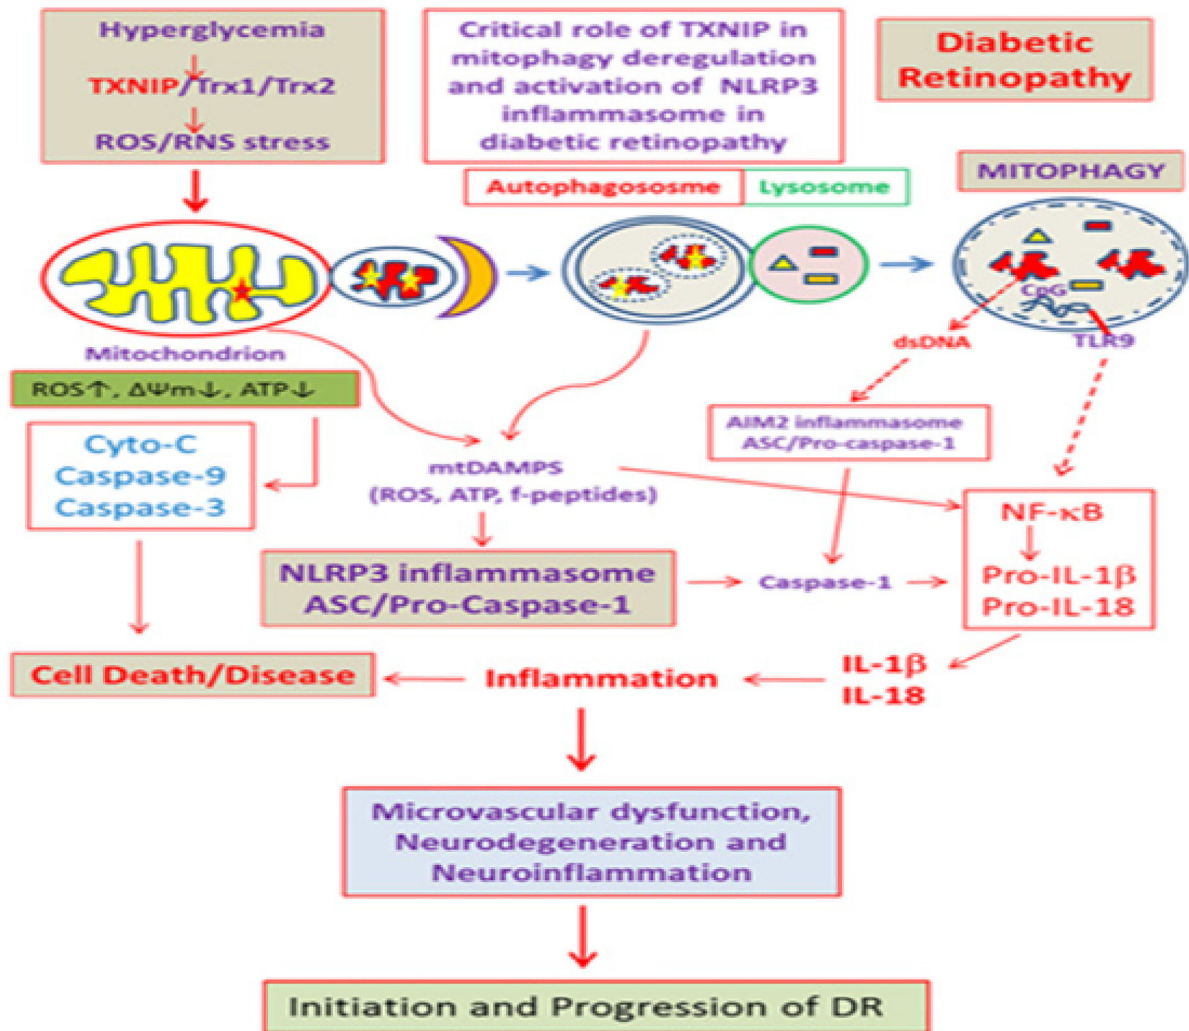 Hyperglycemia
TXNIP/Trx1/Trx2
ROS/RNS stress
Critical role of TXNIP in
mitophagy deregulation
and activation of NLRP3
inflammasome in
diabetic retinopathy
Diabetic
Retinopathy
Autophagososme
Lysosome
MITOPHAGY
CpG
Mitochondrion
dsDNA
TLR9
ROS↑, ΔΨm↓, ATP↓
Cyto-C
Caspase-9
Caspase-3
AIM2 inflammasome
ASC/Pro-caspase-1
mtDAMPS
(ROS, ATP, f-peptides)
NF-κB
Pro-IL-1β
Pro-IL-18
NLRP3 inflammasome
ASC/Pro-Caspase-1
Caspase-1
Cell Death/Disease
Inflammation
IL-1β
IL-18
Microvascular dysfunction,
Neurodegeneration and
Neuroinflammation
Initiation and Progression of DR